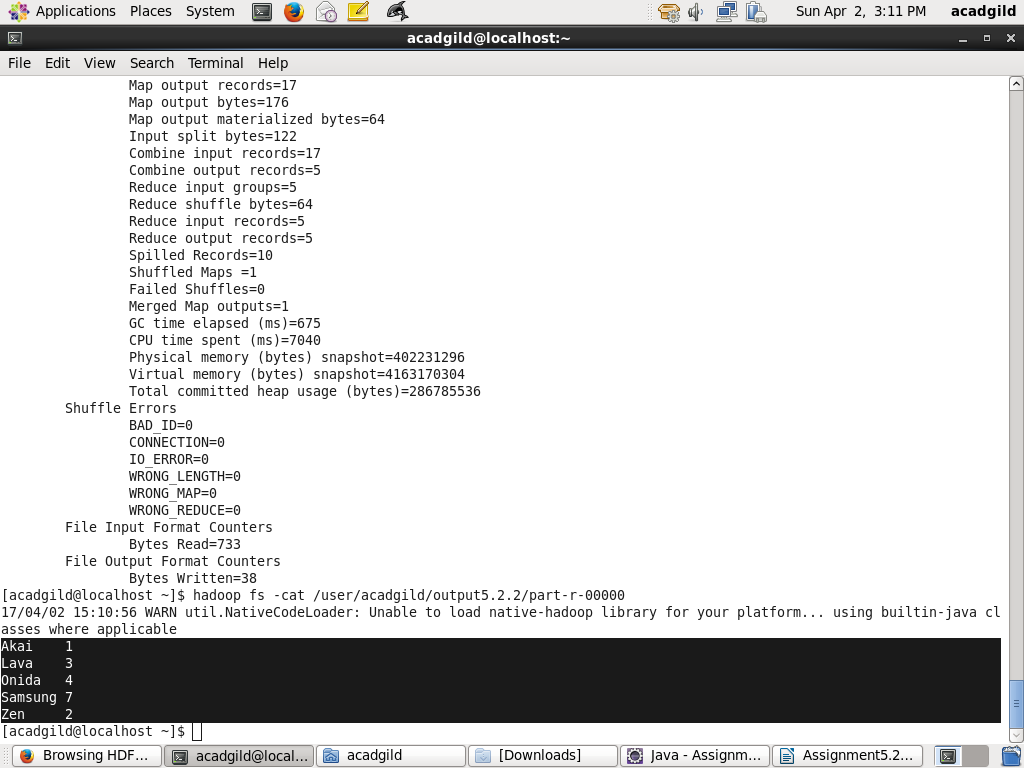 Applications Places System Sun Apr 2, 3:11 PM acadgild
acadgild@localhost:~
File Edit View Search Terminal Help
Map output records=17
Map output bytes=176
Map output materialized bytes=64
Input split bytes=122
Combine input records=17
Combine output records=5
Reduce input groups=5
Reduce shuffle bytes=64
Reduce input records=5
Reduce output records=5
Spilled Records=10
Shuffled Maps =1
Failed Shuffles=0
Merged Map outputs=1
GC time elapsed (ms)=675
CPU time spent (ms)=7040
Physical memory (bytes) snapshot=402231296
Virtual memory (bytes) snapshot=4163170304
Total committed heap usage (bytes)=286785536
Shuffle Errors
BAD_ID=0
CONNECTION=0
IO_ERROR=0
WRONG_LENGTH=0
WRONG_MAP=0
WRONG_REDUCE=0
File Input Format Counters
Bytes Read=733
File Output Format Counters
Bytes Written=38
[acadgild@localhost ~]$ hadoop fs -cat /user/acadgild/output5.2.2/part-r-00000
17/04/02 15:10:56 WARN util.NativeCodeLoader: Unable to load native-hadoop library for your platform... using builtin-java cl
asses where applicable
Akai 1
Lava 3
Onida 4
Samsung 7
Zen 2
[acadgild@localhost ~]$
Browsing HDF... acadgild@local... acadgild [Downloads] Java - Assignm... Assignment5.2...